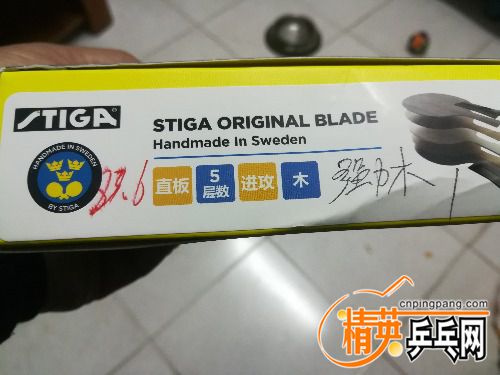 STIGA®
STIGA ORIGINAL BLADE
Handmade In Sweden
HANDMADE IN SWEDEN
BY STIGA
直板
5
层数
进攻
木
强力木
cnpingpang.com
精英乒乓网